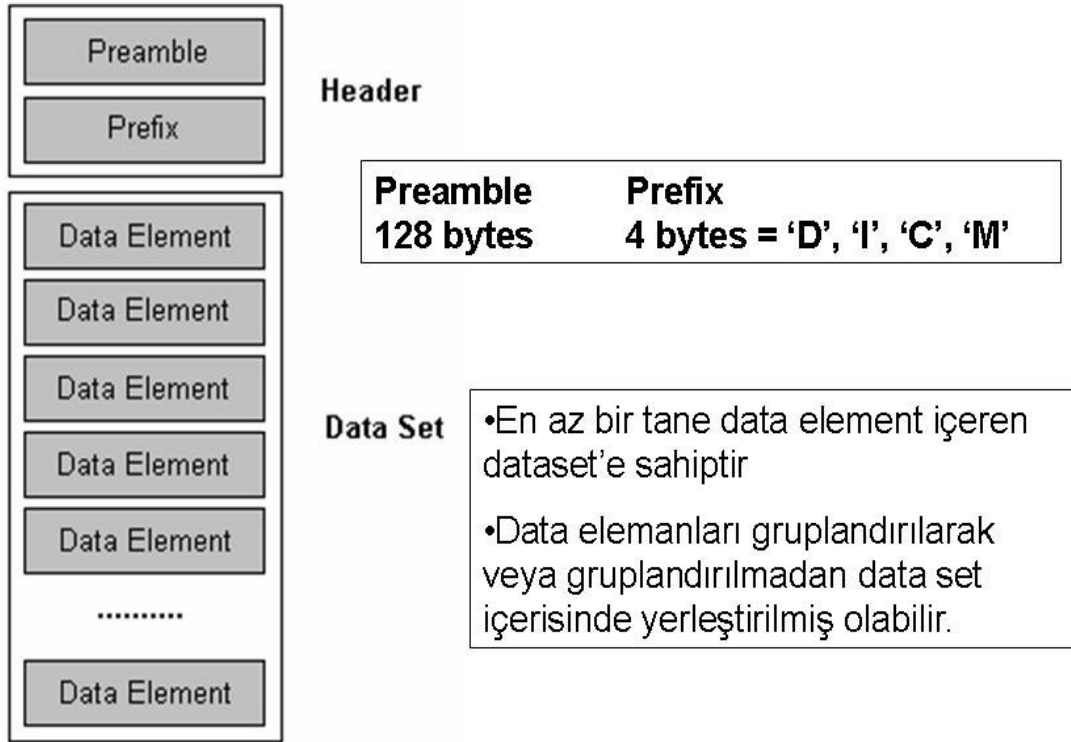 Preamble
Prefix
Header
Preamble Prefix
128 bytes 4 bytes = ‘D’, ‘I’, ‘C’, ‘M’
Data Element
Data Element
Data Element
Data Element
Data Element
..........
Data Element
Data Set
•En az bir tane data element içeren
dataset’e sahiptir
•Data elemanları gruplandırılarak
veya gruplandırılmadan data set
içerisinde yerleştirilmiş olabilir.